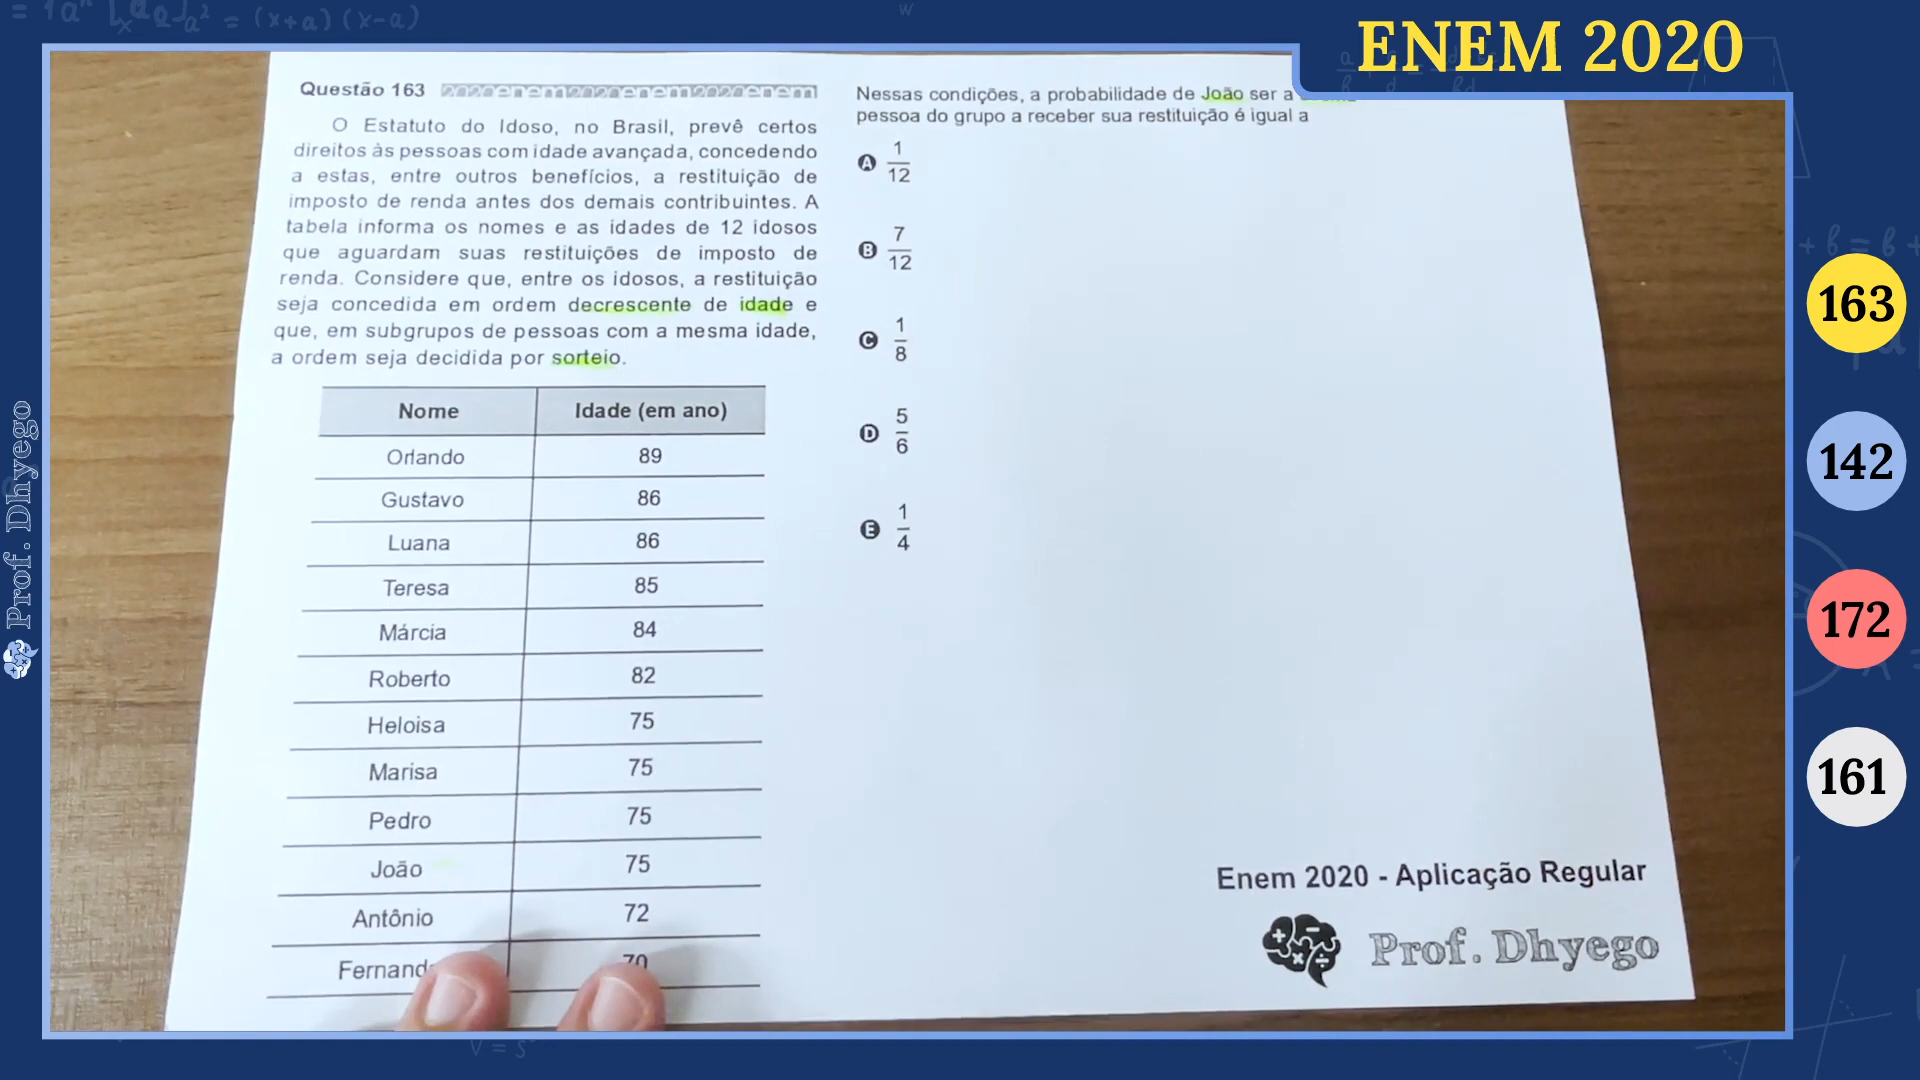 ENEM 2020
Questão 163
O Estatuto do Idoso, no Brasil, prevê certos
direitos às pessoas com idade avançada, concedendo
a estas, entre outros benefícios, a restituição de
imposto de renda antes dos demais contribuintes. A
tabela informa os nomes e as idades de 12 idosos
que aguardam suas restituições de imposto de
renda. Considere que, entre os idosos, a restituição
seja concedida em ordem decrescente de idade e
que, em subgrupos de pessoas com a mesma idade,
a ordem seja decidida por sorteio.
Nome Idade (em ano)
Orlando 89
Gustavo 86
Luana 86
Teresa 85
Márcia 84
Roberto 82
Heloisa 75
Marisa 75
Pedro 75
João 75
Antônio 72
70
Nessas condições, a probabilidade de João ser a
pessoa do grupo a receber sua restituição é igual a
A 1/12
B 7/12
C 1/8
D 5/6
E 1/4
Enem 2020 - Aplicação Regular
Prof. Dhyego
163
142
172
161
Prof. Dhyego